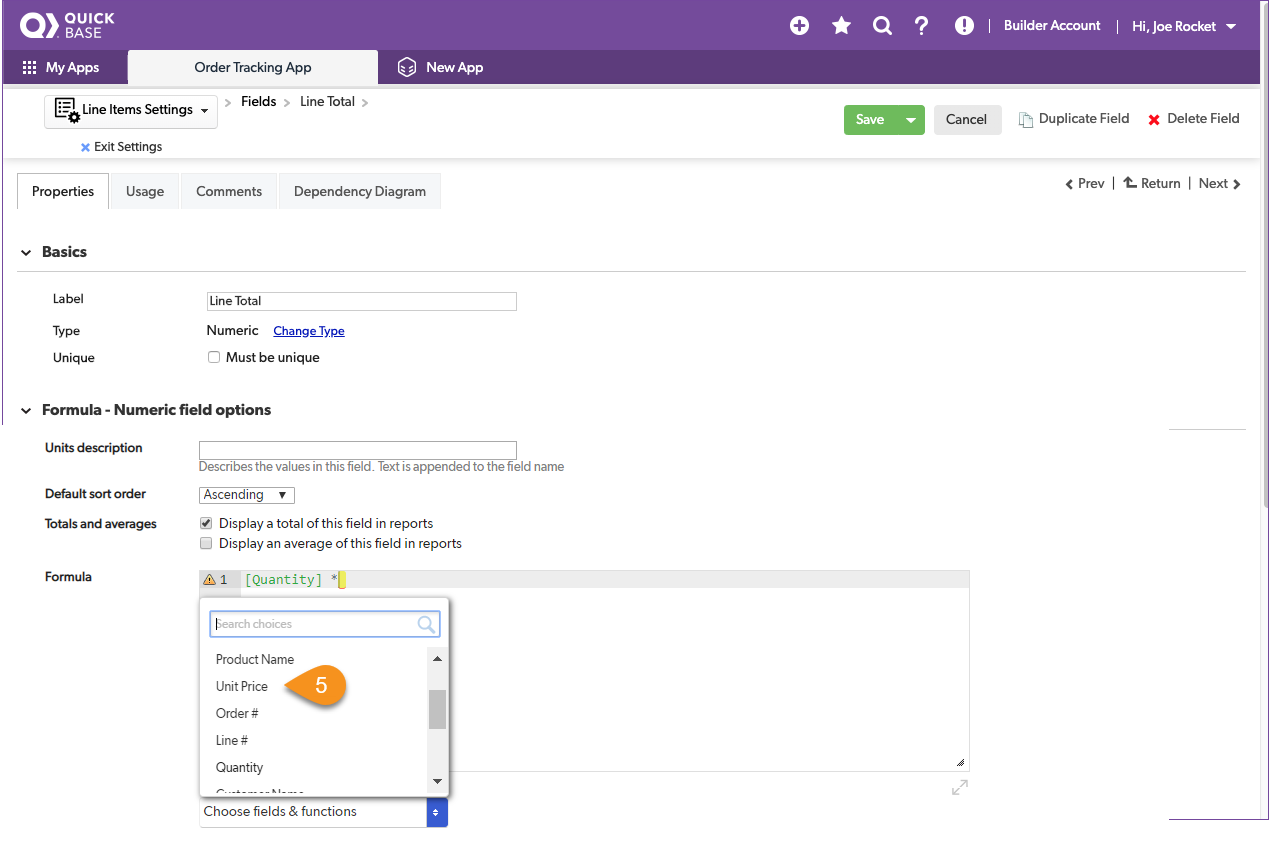 QUICK
BASE
Builder Account
Hi, Joe Rocket
My Apps
Order Tracking App
New App
Line Items Settings
Fields
Line Total
Save
Cancel
Duplicate Field
Delete Field
Exit Settings
Properties
Usage
Comments
Dependency Diagram
Prev | Return | Next
Basics
Label
Line Total
Type
Numeric
Change Type
Unique
Must be unique
Formula - Numeric field options
Units description
Describes the values in this field. Text is appended to the field name
Default sort order
Ascending
Totals and averages
Display a total of this field in reports
Display an average of this field in reports
Formula
1
[Quantity] *
Search choices
Product Name
Unit Price
5
Order #
Line #
Quantity
Customer Name
Choose fields & functions